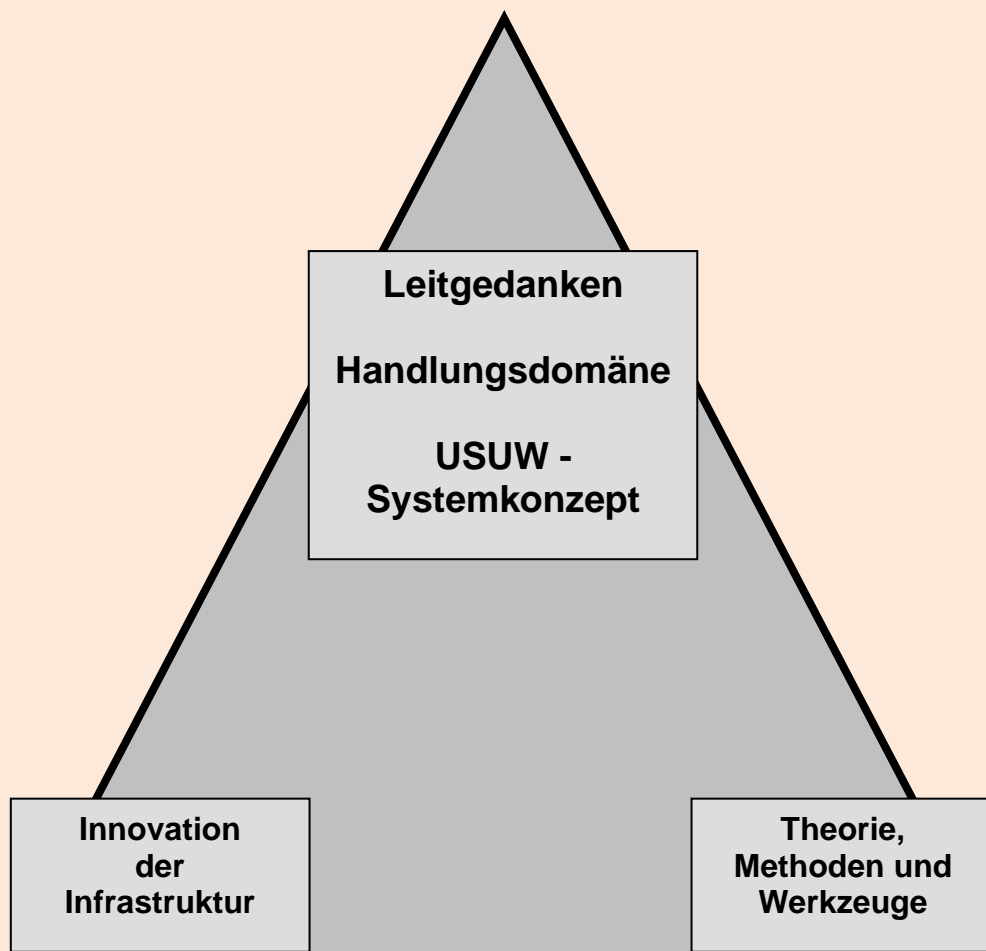 Leitgedanken
Handlungsdomäne
USUW -
Systemkonzept
Innovation
der
Infrastruktur
Theorie,
Methoden und
Werkzeuge